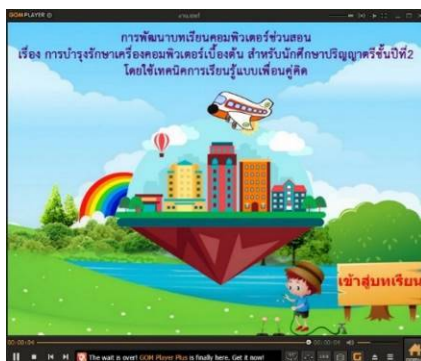 GOM PLAYER
การพัฒนาบทเรียนคอมพิวเตอร์ช่วยสอน
เรื่อง การบำรุงรักษาเครื่องคอมพิวเตอร์เบื้องต้น สำหรับนักศึกษาปริญญาตรีชั้นปีที่2
โดยใช้เทคนิคการเรียนรู้แบบเพื่อนคู่คิด
เข้าสู่บทเรียน
The wait is over! GOM Player Plus is finally here. Get it now!